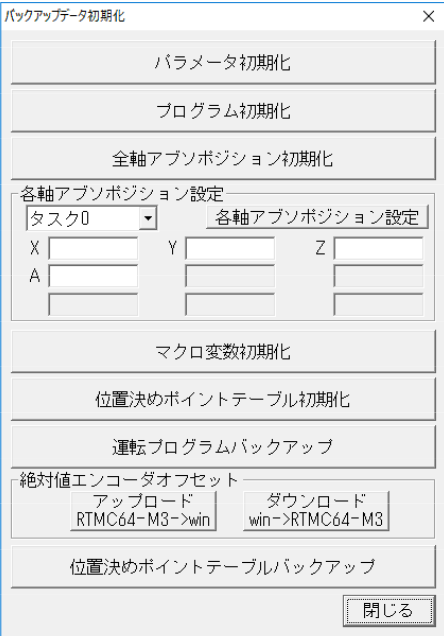 バックアップデータ初期化
パラメータ初期化
プログラム初期化
全軸アブソポジション初期化
各軸アブソポジション設定
タスク0 各軸アブソポジション設定
X Y Z
A
マクロ変数初期化
位置決めポイントテーブル初期化
運転プログラムバックアップ
絶対値エンコーダオフセット
アップロード ダウンロード
RTMC64-M3->win win->RTMC64-M3
位置決めポイントテーブルバックアップ
閉じる